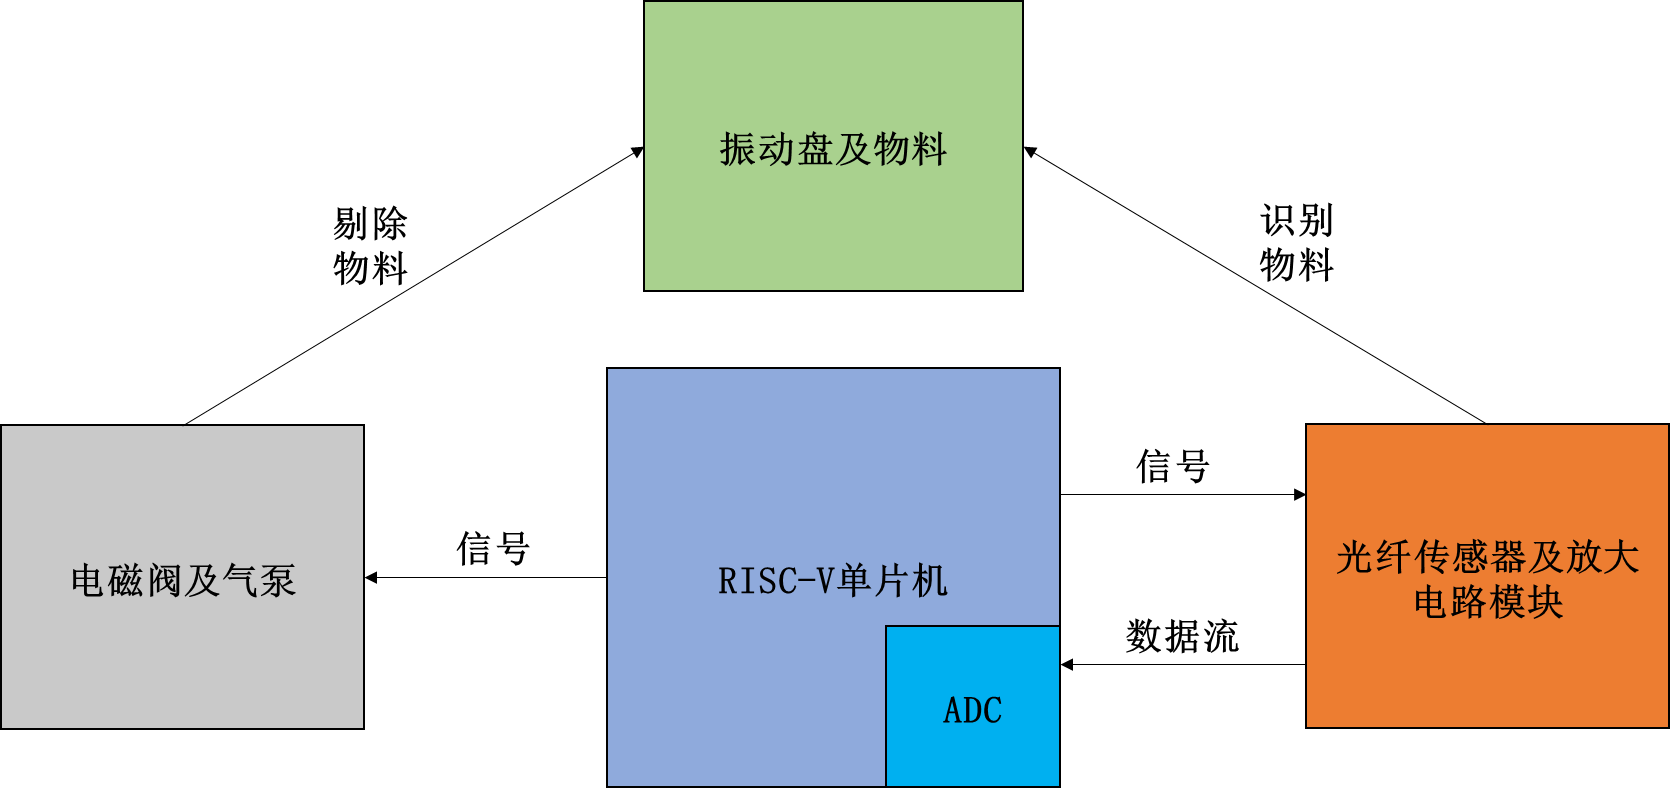 振动盘及物料
剔除
物料
识别
物料
信号
信号
电磁阀及气泵
RISC-V单片机
光纤传感器及放大
电路模块
数据流
ADC